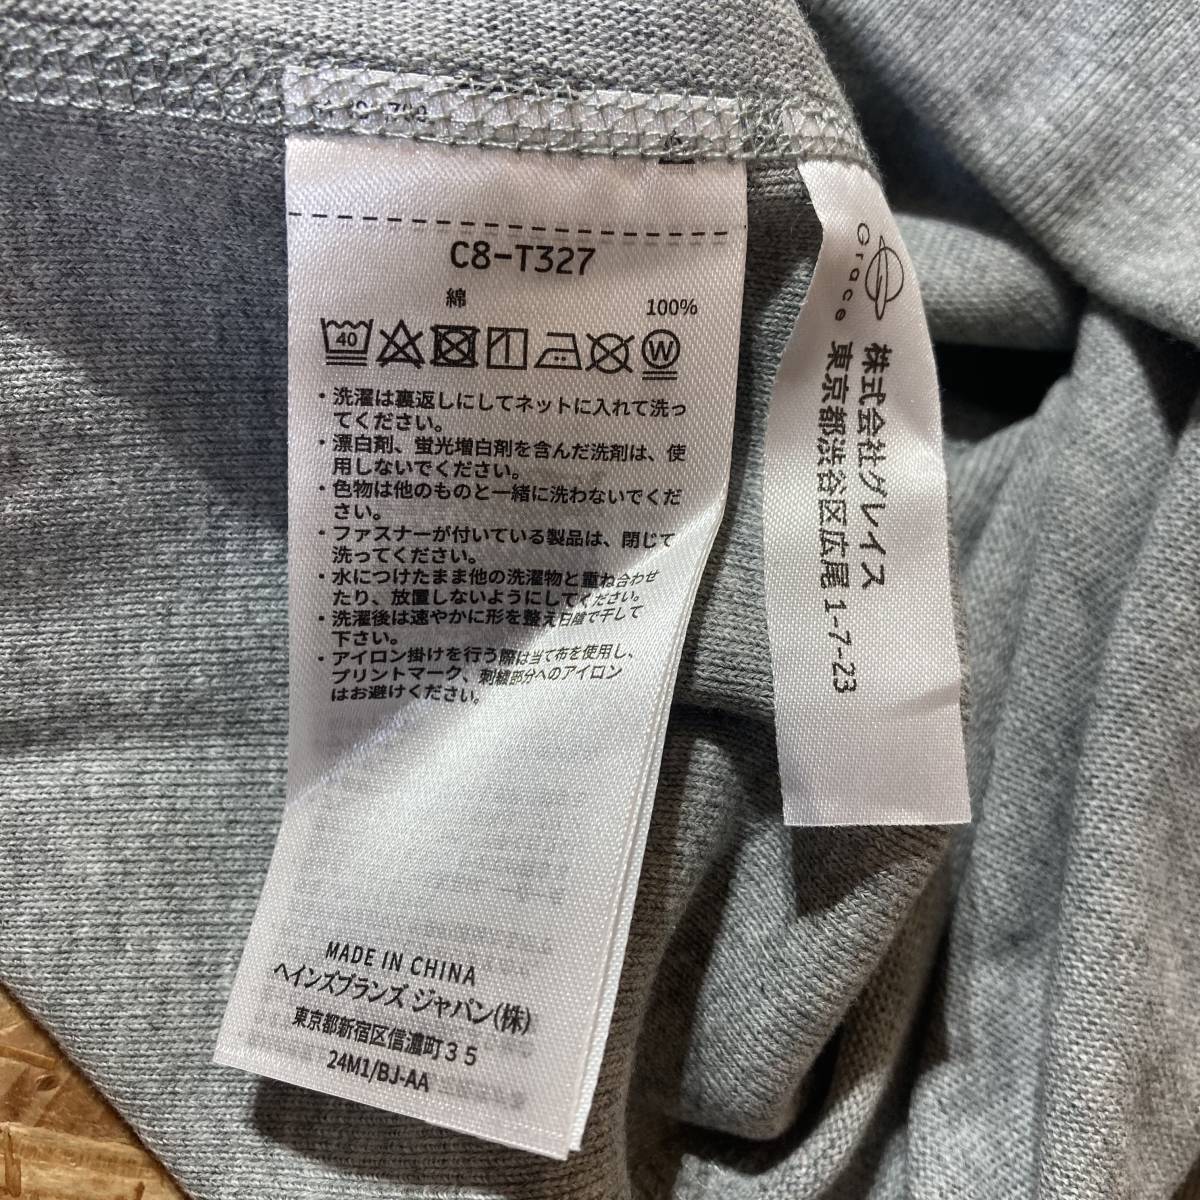 C8-T327
綿 100%
40
W
・洗濯は裏返しにしてネットに入れて洗っ
てください。
・漂白剤、蛍光増白剤を含んだ洗剤は、使
用しないでください。
・色物は他のものと一緒に洗わないでくだ
さい。
・ファスナーが付いている製品は、閉じて
洗ってください。
・水につけたまま他の洗濯物と重ね合わせ
たり、放置しないようにしてください。
・洗濯後は速やかに形を整え日陰で干して
下さい。
・アイロン掛けを行う際は当て布を使用し、
プリントマーク、刺繍部分へのアイロン
はお避けください。
MADE IN CHINA
ヘインズブランズ ジャパン(株)
東京都新宿区信濃町35
24M1/BJ-AA
Grace
株式会社グレイス
東京都渋谷区広尾1-7-23